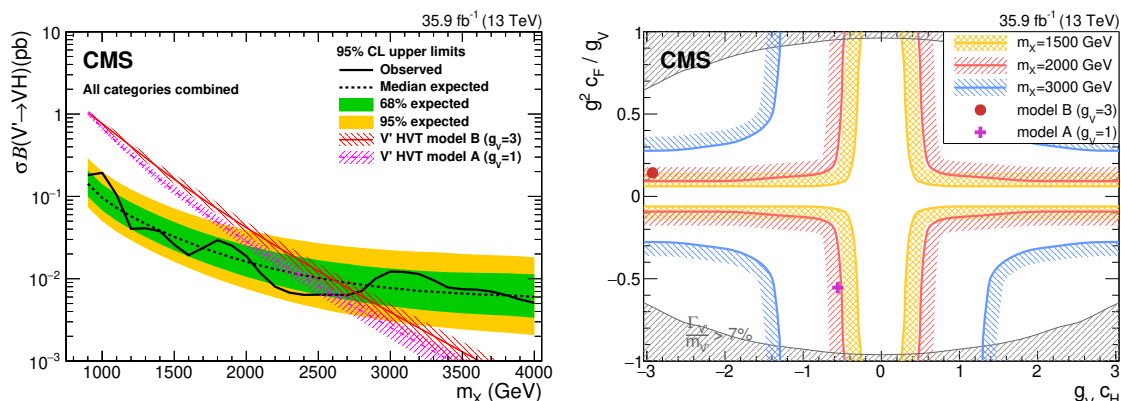 35.9 fb⁻¹ (13 TeV)
CMS
All categories combined
95% CL upper limits
Observed
Median expected
68% expected
95% expected
V' HVT model B (g_V=3)
V' HVT model A (g_V=1)
σB(V'→VH)(pb)
10
1
10⁻¹
10⁻²
10⁻³
1000 1500 2000 2500 3000 3500 4000
m_X (GeV)
35.9 fb⁻¹ (13 TeV)
CMS
m_X=1500 GeV
m_X=2000 GeV
m_X=3000 GeV
model B (g_V=3)
model A (g_V=1)
g² c_F / g_V
1
0.5
0
−0.5
−1
Γ_V'/m_V' > 7%
−3 −2 −1 0 1 2 3
g_V c_H